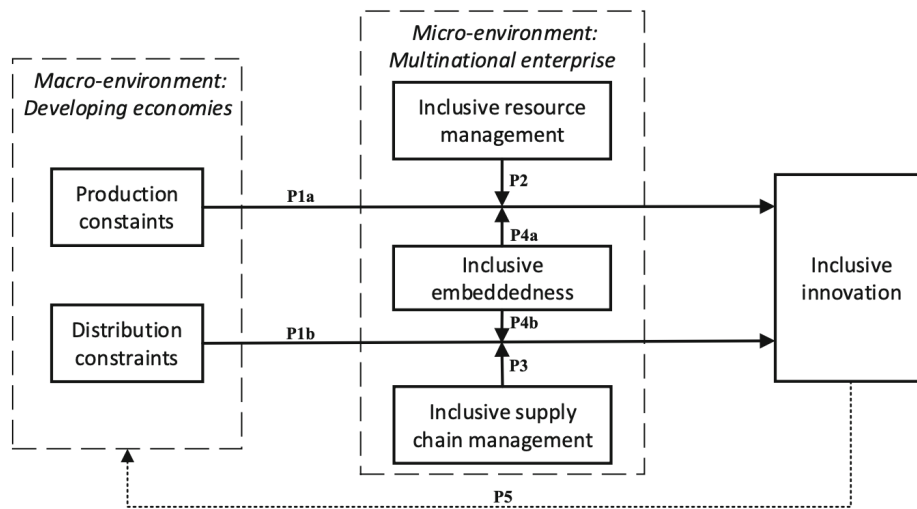 Macro-environment:
Developing economies
Production
constaints
Distribution
constraints
P1a
P1b
Micro-environment:
Multinational enterprise
Inclusive resource
management
P2
P4a
Inclusive
embeddedness
P4b
P3
Inclusive supply
chain management
Inclusive
innovation
P5